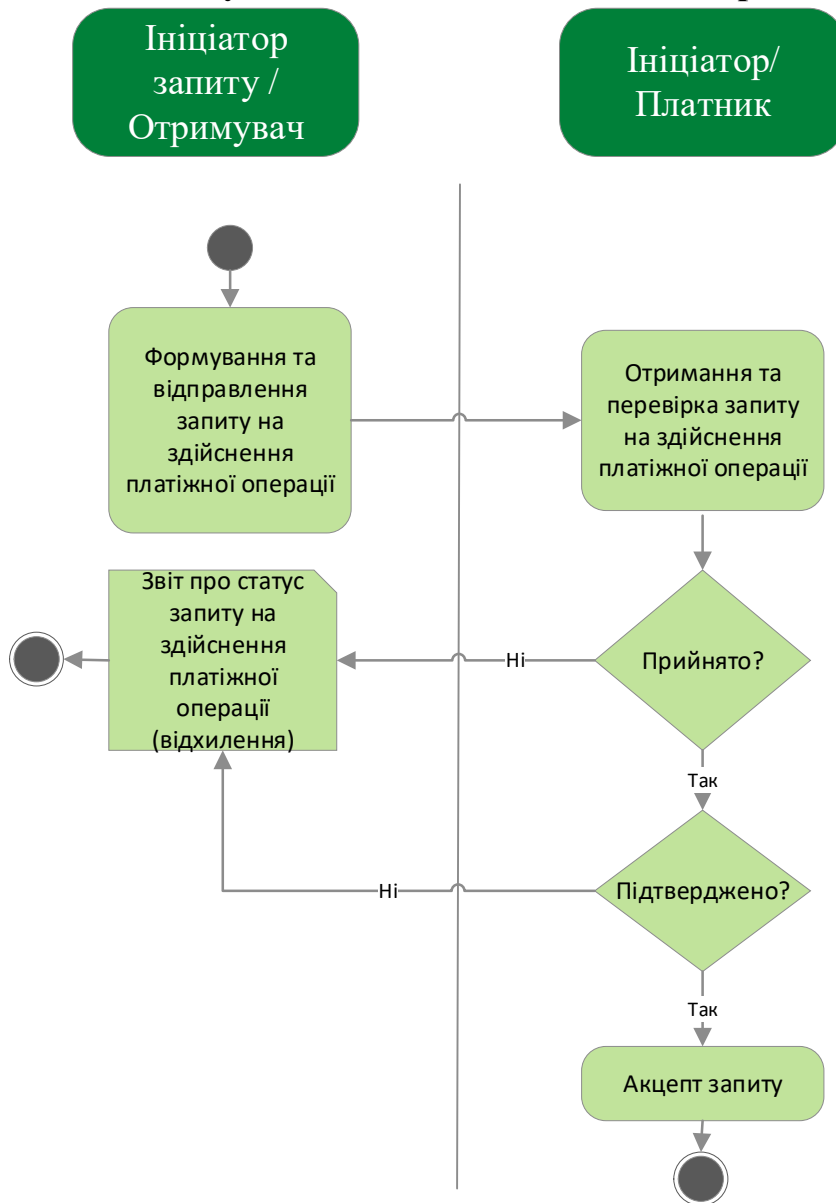 Ініціатор
запиту /
Отримувач
Ініціатор/
Платник
Формування та
відправлення
запиту на
здійснення
платіжної операції
Отримання та
перевірка запиту
на здійснення
платіжної операції
Звіт про статус
запиту на
здійснення
платіжної
операції
(відхилення)
Ні
Прийнято?
Так
Ні
Підтверджено?
Так
Акцепт запиту